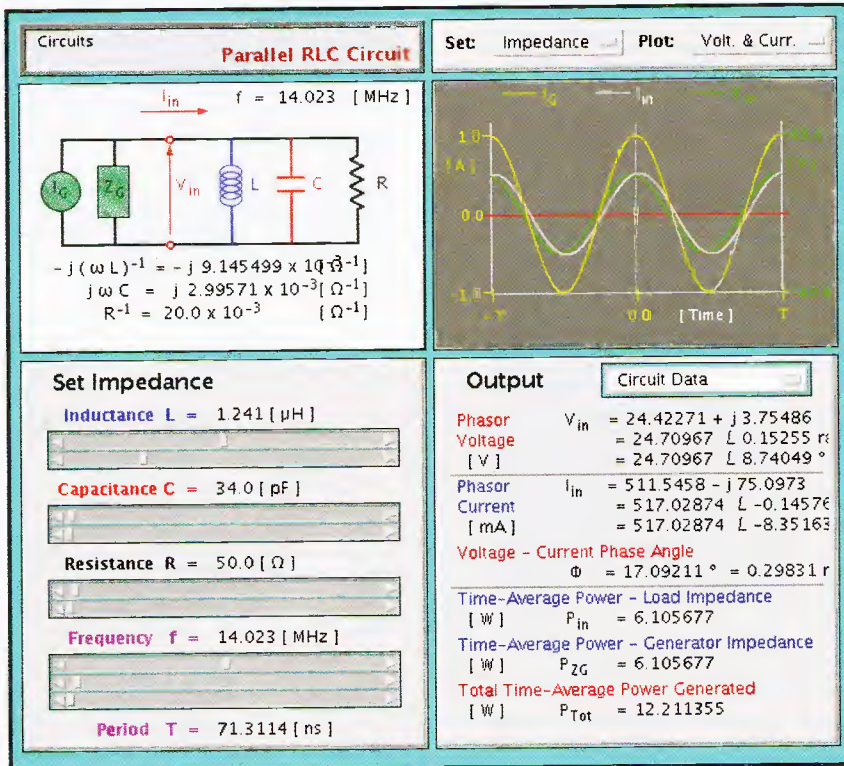 Circuits
Parallel RLC Circuit
Set: Impedance Plot: Volt. & Curr.
I_in f = 14.023 [MHz]
I_G Z_G V_in L C R
-j(ωL)⁻¹ = -j 9.145499 x 10⁻³[Ω⁻¹]
jωC = j 2.99571 x 10⁻³[Ω⁻¹]
R⁻¹ = 20.0 x 10⁻³ [Ω⁻¹]
I_G I_in
1.0
[A]
0.0
-T 0.0 [Time] T
Set Impedance
Inductance L = 1.241 [μH]
Capacitance C = 34.0 [pF]
Resistance R = 50.0 [Ω]
Frequency f = 14.023 [MHz]
Period T = 71.3114 [ns]
Output Circuit Data
Phasor V_in = 24.42271 + j3.75486
Voltage = 24.70967 ∠ 0.15255
[V] = 24.70967 ∠ 8.74049 °
Phasor I_in = 511.5458 - j75.0973
Current = 517.02874 ∠ -0.14576
[mA] = 517.02874 ∠ -8.35163
Voltage - Current Phase Angle
Φ = 17.09211 ° = 0.29831 r
Time-Average Power - Load Impedance
[W] P_in = 6.105677
Time-Average Power - Generator Impedance
[W] P_ZG = 6.105677
Total Time-Average Power Generated
[W] P_Tot = 12.211355